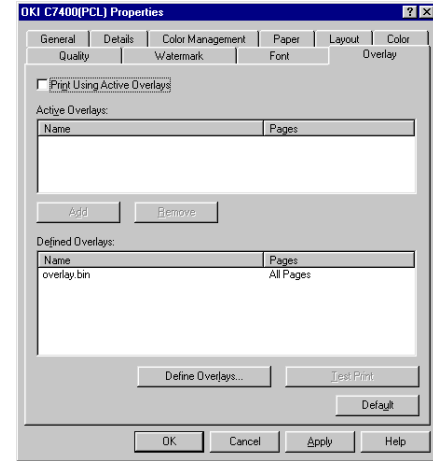 OKI C7400(PCL) Properties
General Details Color Management Paper Layout Color
Quality Watermark Font Overlay
Print Using Active Overlays
Active Overlays:
Name Pages
Add Remove
Defined Overlays:
Name Pages
overlay.bin All Pages
Define Overlays... Test Print
Default
OK Cancel Apply Help